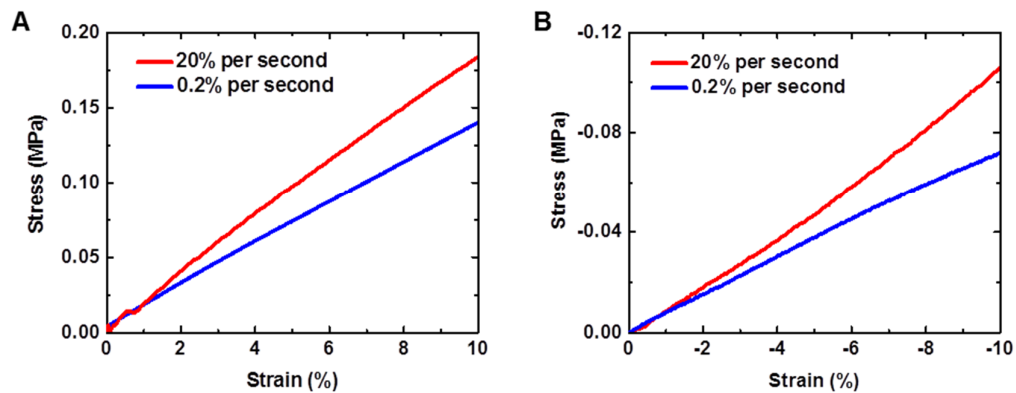 A
0.20
0.15
0.10
0.05
0.00
Stress (MPa)
20% per second
0.2% per second
0 2 4 6 8 10
Strain (%)
B
-0.12
-0.08
-0.04
0.00
Stress (MPa)
20% per second
0.2% per second
0 -2 -4 -6 -8 -10
Strain (%)